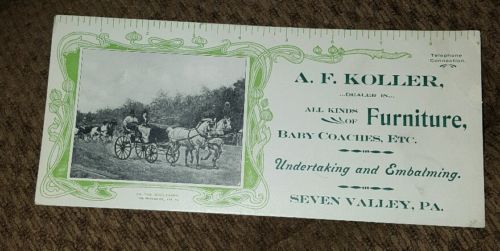 Telephone
Connection.
A. F. KOLLER,
...DEALER IN...
ALL KINDS
OF Furniture,
BABY COACHES, ETC.
Undertaking and Embalming.
SEVEN VALLEY, PA.